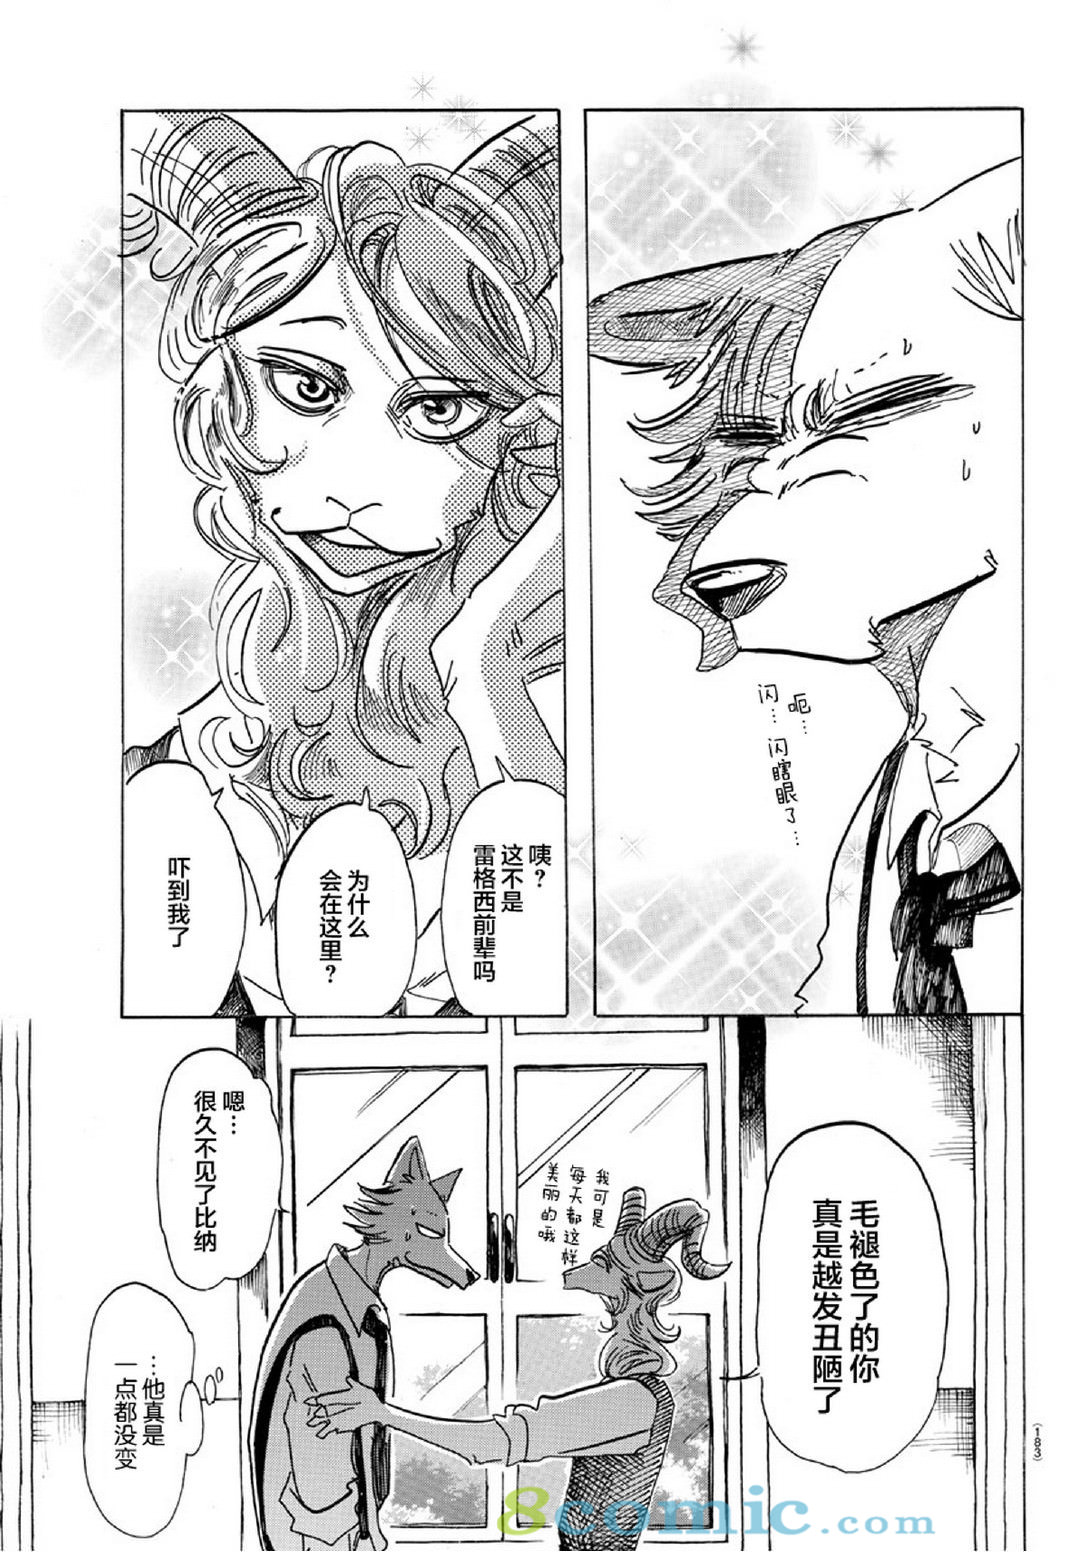 呃…
闪…
闪瞎眼了…
咦？
这不是
雷格西前辈吗
为什么
会在这里？
吓到我了
毛褪色了的你
真是越发丑陋了
我可是
每天都这样
美丽的哦
嗯…
很久不见了比纳
…他真是
一点都没变
(183)
8comic.com